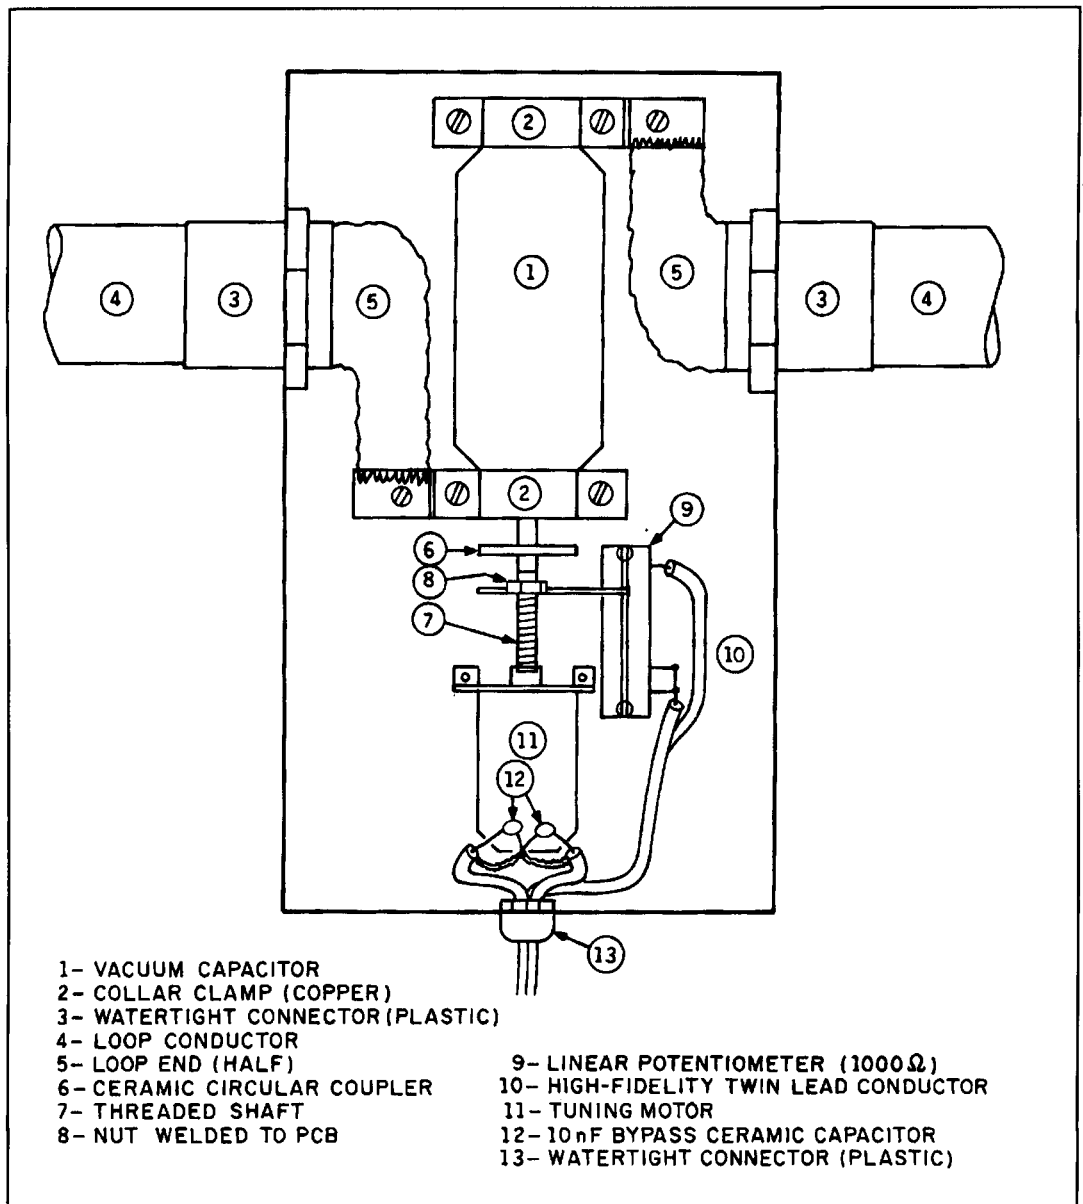 2
2
1
4
3
5
5
3
4
2
9
6
8
7
10
11
12
13
1- VACUUM CAPACITOR
2- COLLAR CLAMP (COPPER)
3- WATERTIGHT CONNECTOR (PLASTIC)
4- LOOP CONDUCTOR
5- LOOP END (HALF)
6- CERAMIC CIRCULAR COUPLER
7- THREADED SHAFT
8- NUT WELDED TO PCB
9- LINEAR POTENTIOMETER (1000Ω)
10- HIGH-FIDELITY TWIN LEAD CONDUCTOR
11- TUNING MOTOR
12- 10nF BYPASS CERAMIC CAPACITOR
13- WATERTIGHT CONNECTOR (PLASTIC)